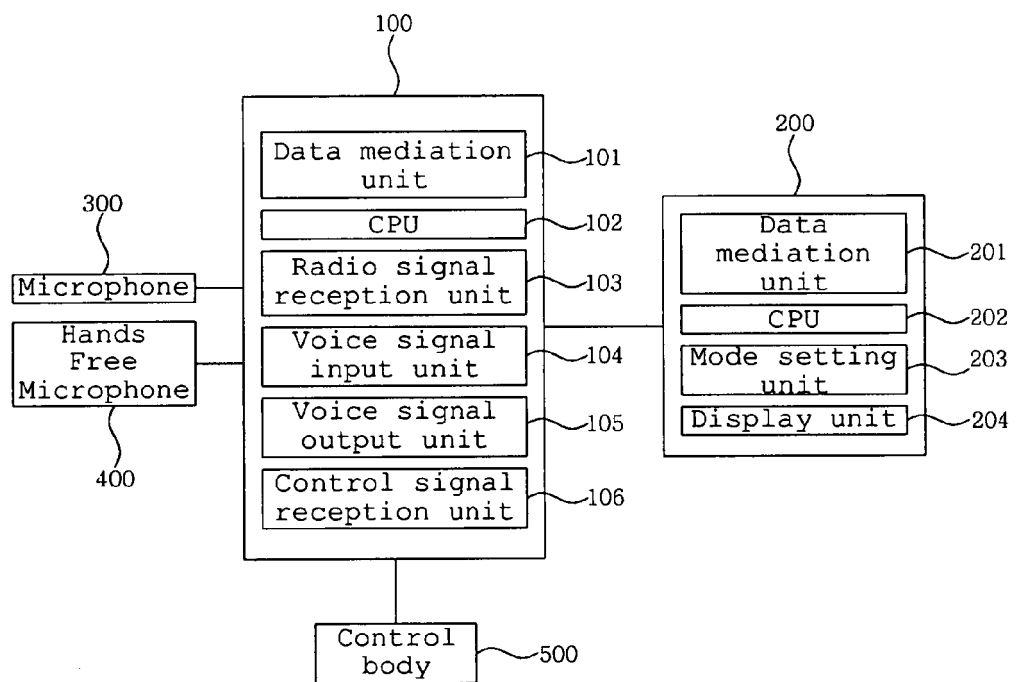 100
Data mediation
unit
101
CPU
102
Radio signal
reception unit
103
Voice signal
input unit
104
Voice signal
output unit
105
Control signal
reception unit
106
300
Microphone
Hands
Free
Microphone
400
200
Data
mediation
unit
201
CPU
202
Mode setting
unit
203
Display unit
204
Control
body
500